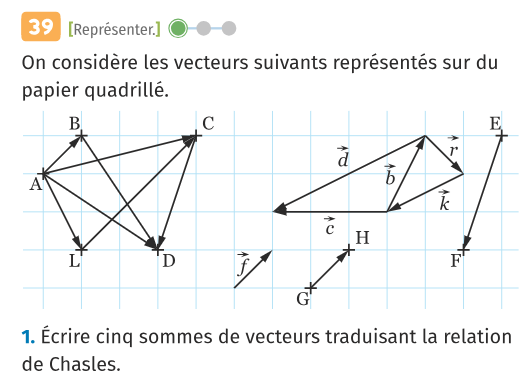 39 [Représenter.]
On considère les vecteurs suivants représentés sur du
papier quadrillé.
B C E
d r
b
A k
c
H
L D f F
G
1. Écrire cinq sommes de vecteurs traduisant la relation
de Chasles.